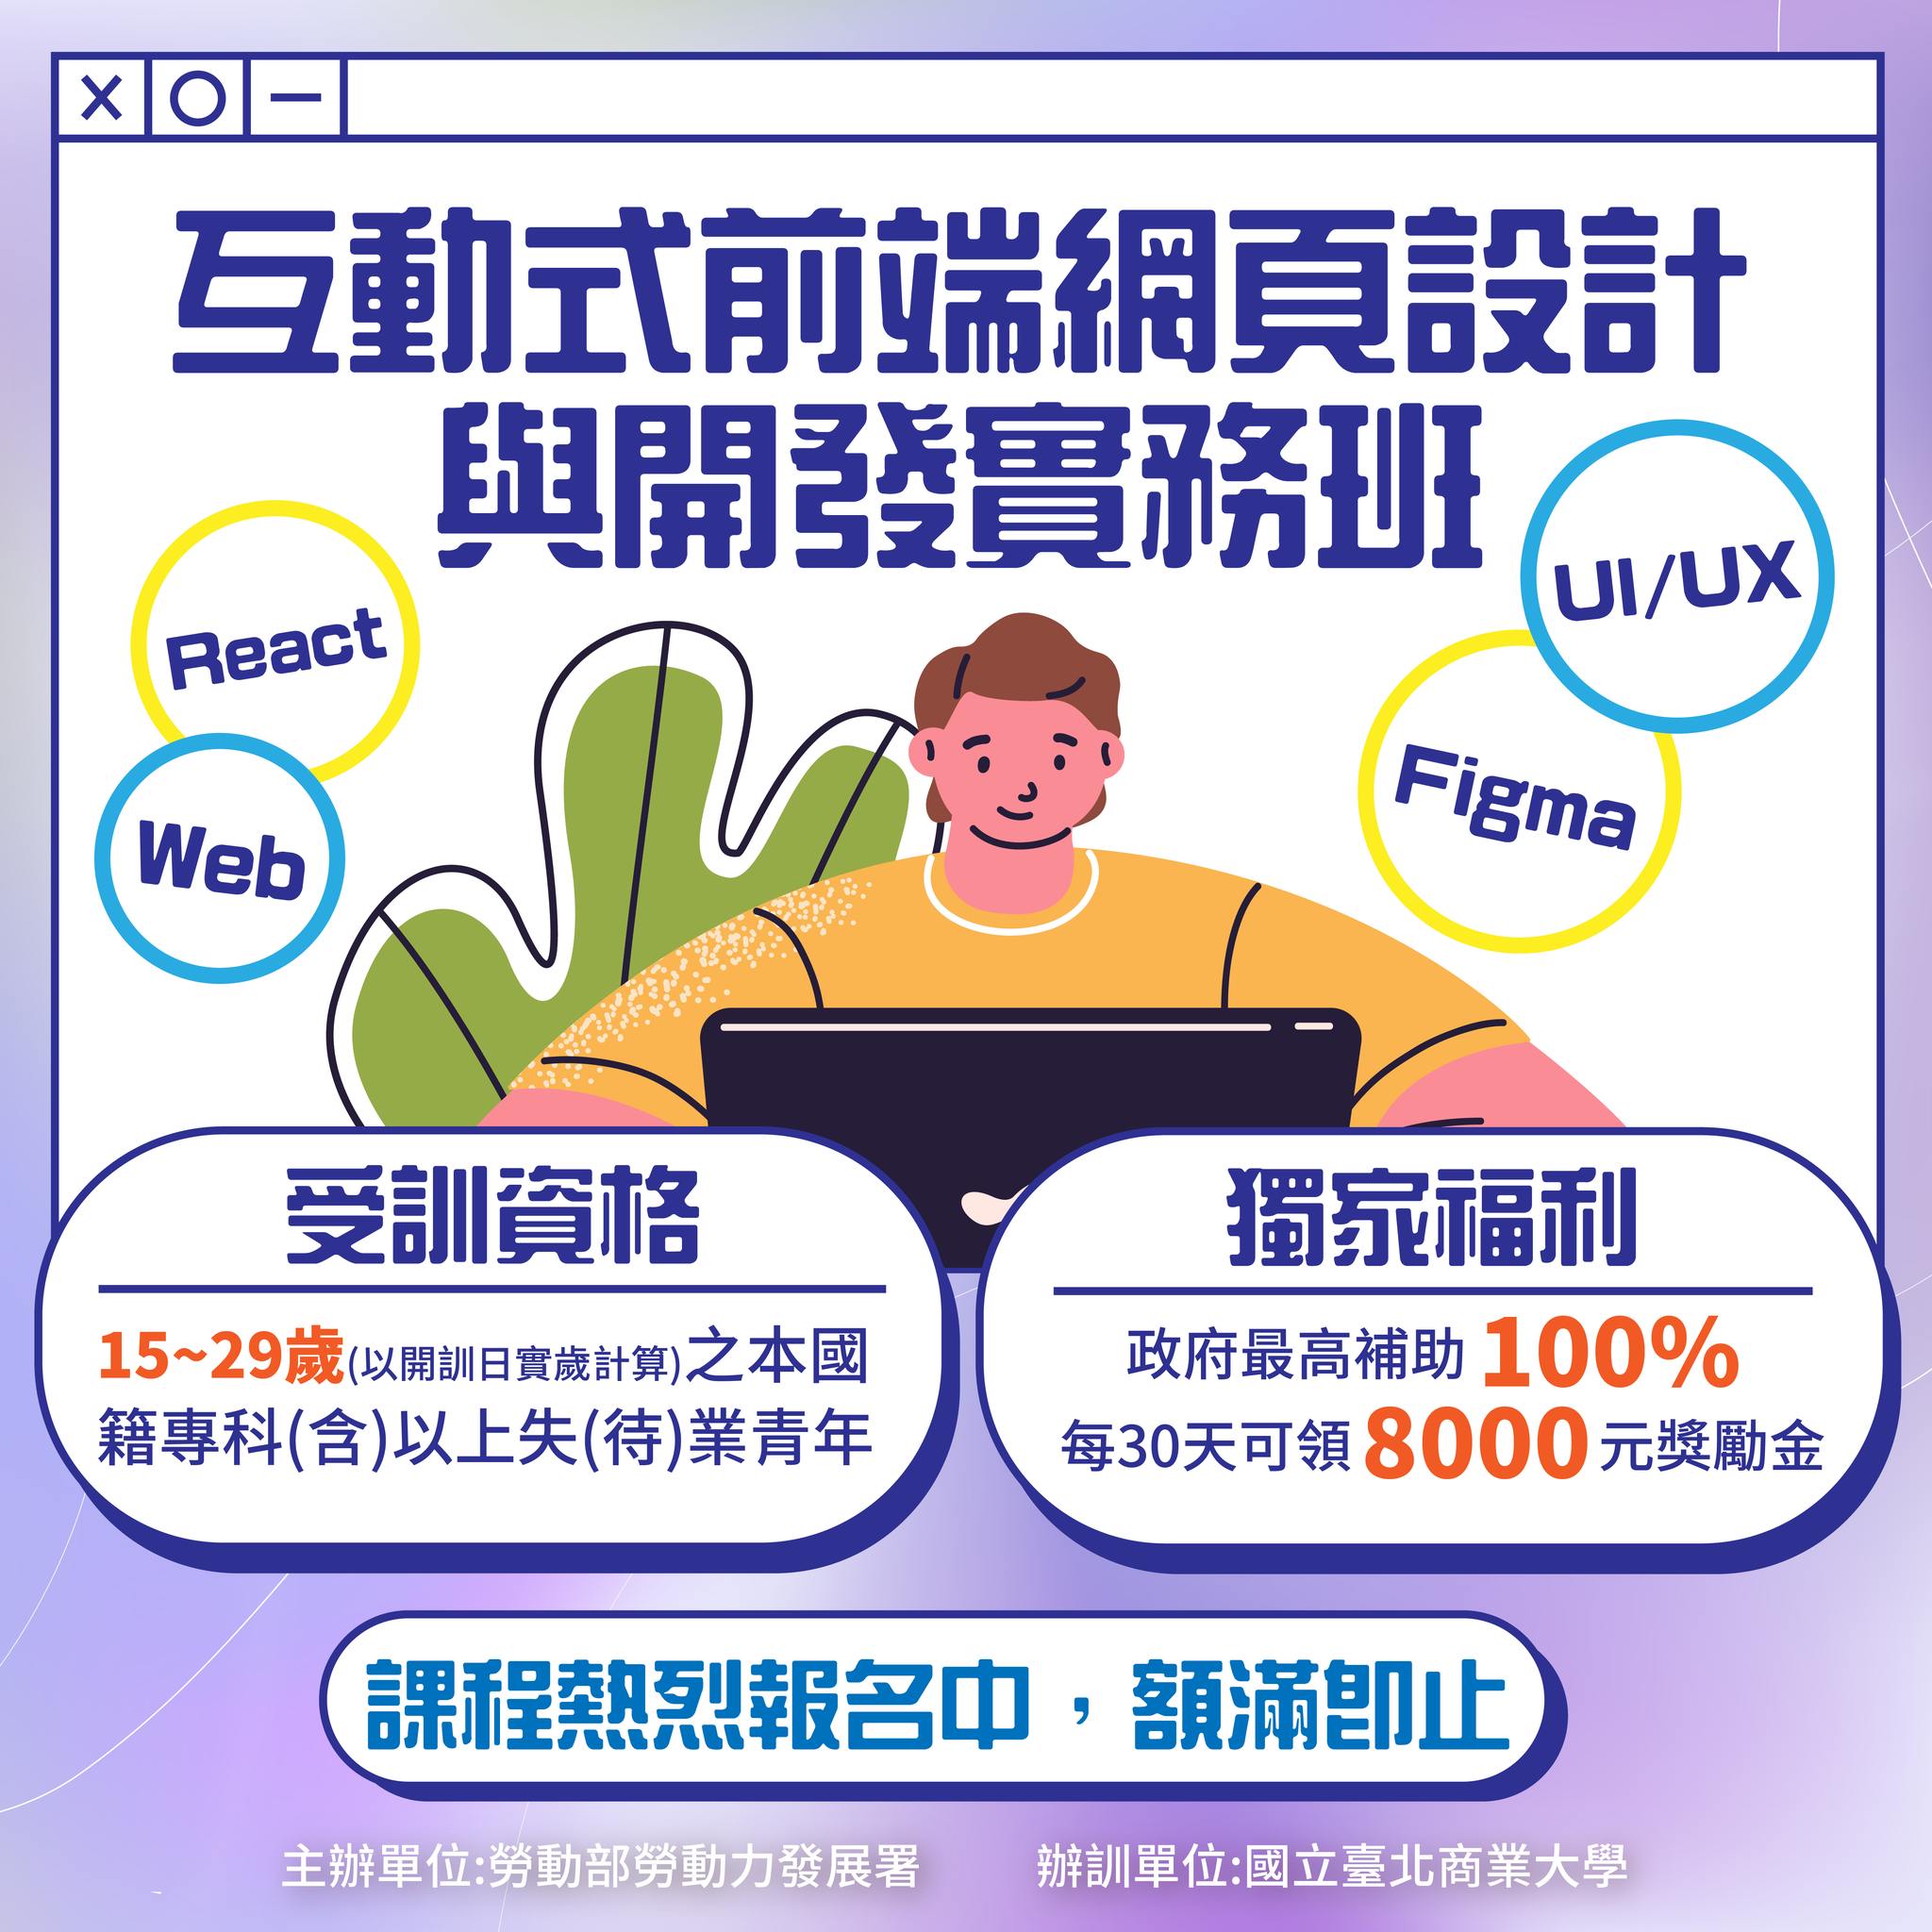 互動式前端網頁設計
與開發實務班
React
Web
UI/UX
Figma
受訓資格
15~29歲(以開訓日實歲計算)之本國
籍專科(含)以上失(待)業青年
獨家福利
政府最高補助 100%
每30天可領 8000 元獎勵金
課程熱烈報名中，額滿即止
主辦單位:勞動部勞動力發展署
辦訓單位:國立臺北商業大學